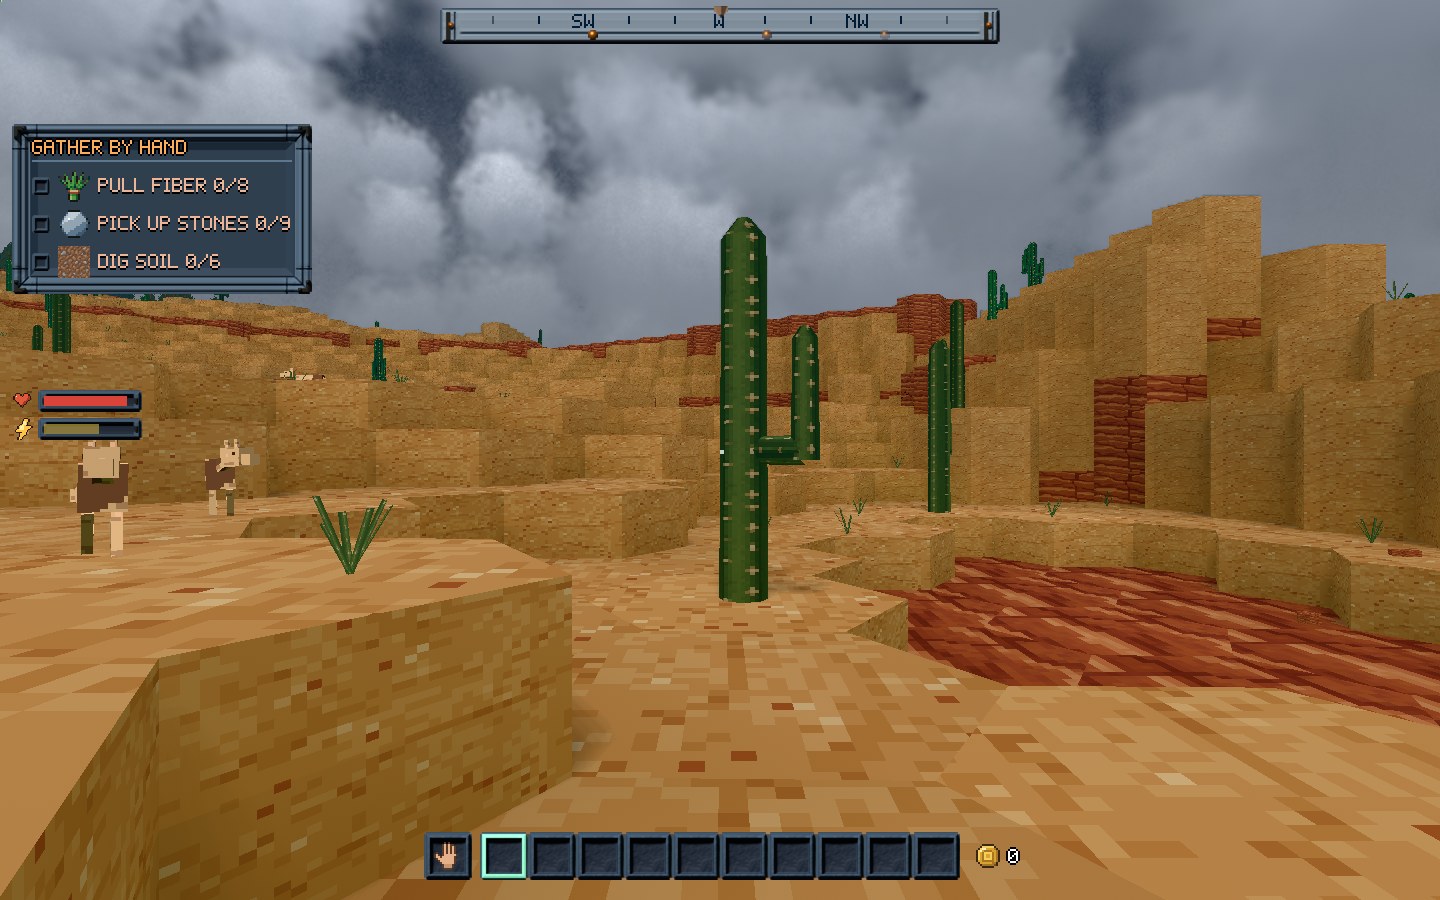 SW W NW
GATHER BY HAND
PULL FIBER 0/8
PICK UP STONES 0/9
DIG SOIL 0/6
0